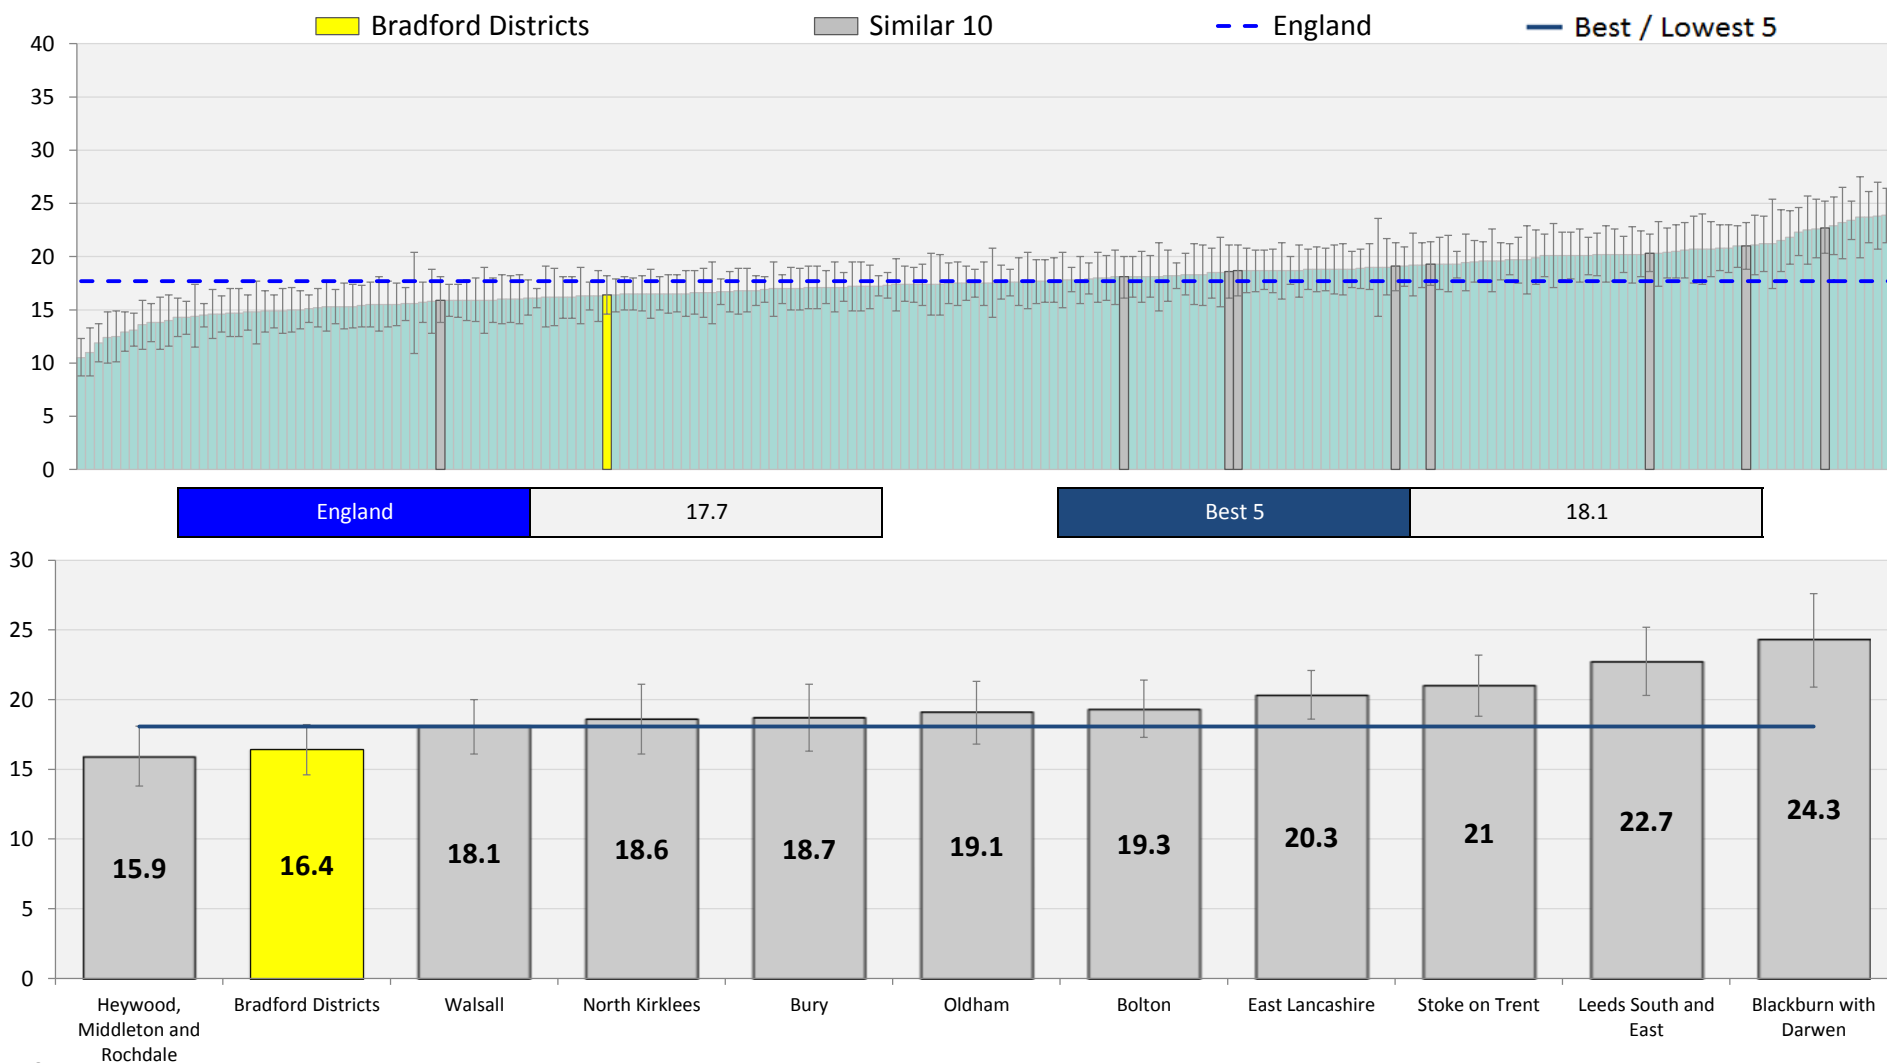 Bradford Districts
Similar 10
England
Best / Lowest 5
40
35
30
25
20
15
10
5
0
England 17.7
Best 5 18.1
30
25
20
15
10
5
0
15.9
16.4
18.1
18.6
18.7
19.1
19.3
20.3
21
22.7
24.3
Heywood,
Middleton and
Rochdale
Bradford Districts
Walsall
North Kirklees
Bury
Oldham
Bolton
East Lancashire
Stoke on Trent
Leeds South and
East
Blackburn with
Darwen